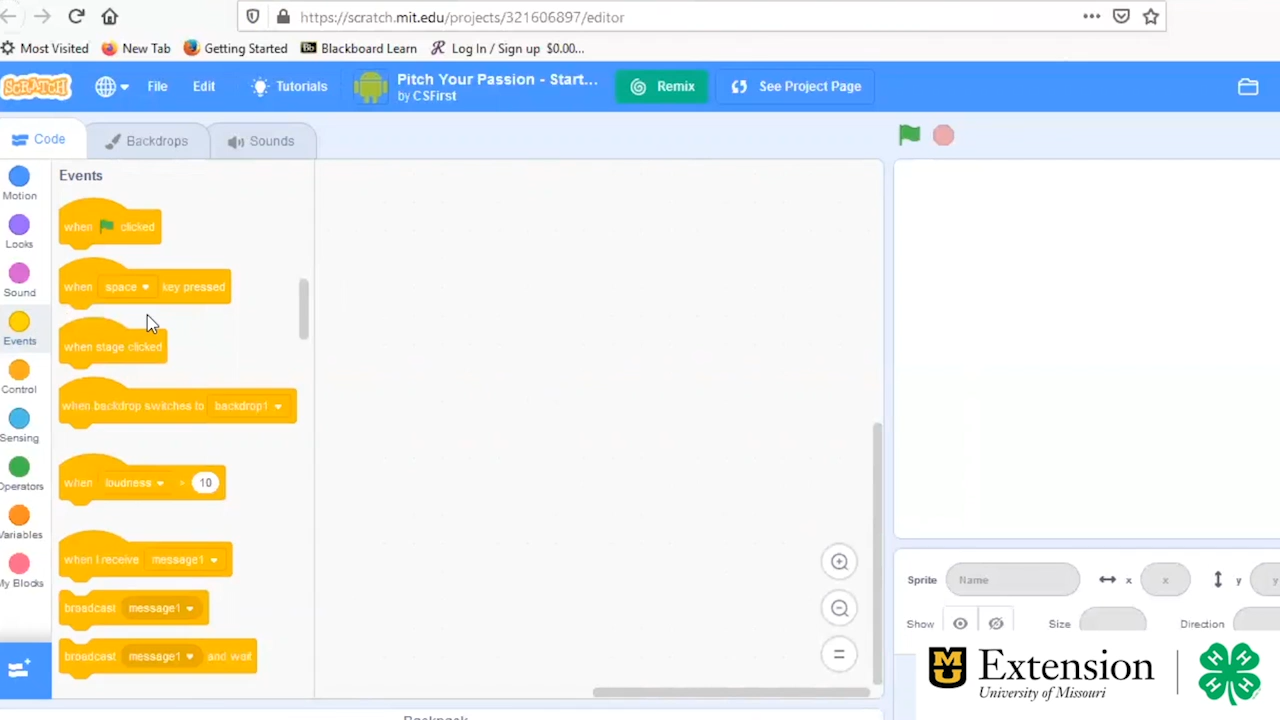 https://scratch.mit.edu/projects/321606897/editor
Most Visited New Tab Getting Started Bb Blackboard Learn Log In / Sign up $0.00...
SCRATCH File Edit Tutorials Pitch Your Passion - Start... Remix See Project Page
by CSFirst
Code Backdrops Sounds
Motion
Looks
Sound
Events
Control
Sensing
Operators
Variables
My Blocks
Events
when clicked
when space key pressed
when stage clicked
when backdrop switches to backdrop1
when loudness > 10
when I receive message1
broadcast message1
broadcast message1 and wait
Sprite Name x x y y
Show Size Direction
Extension
University of Missouri
H H H H